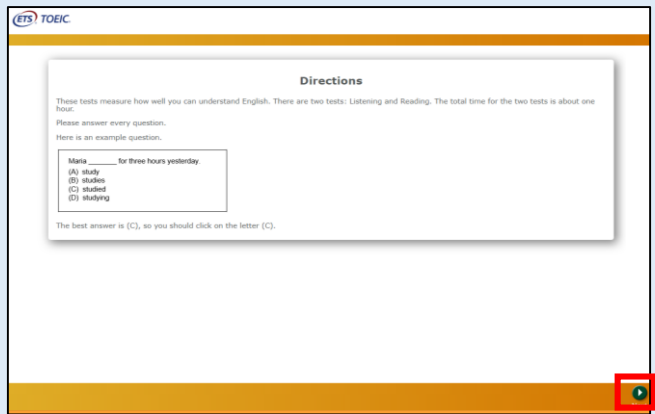 ETS TOEIC.
Directions
These tests measure how well you can understand English. There are two tests: Listening and Reading. The total time for the two tests is about one
hour.
Please answer every question.
Here is an example question.
Maria _______ for three hours yesterday.
(A) study
(B) studies
(C) studied
(D) studying
The best answer is (C), so you should click on the letter (C).